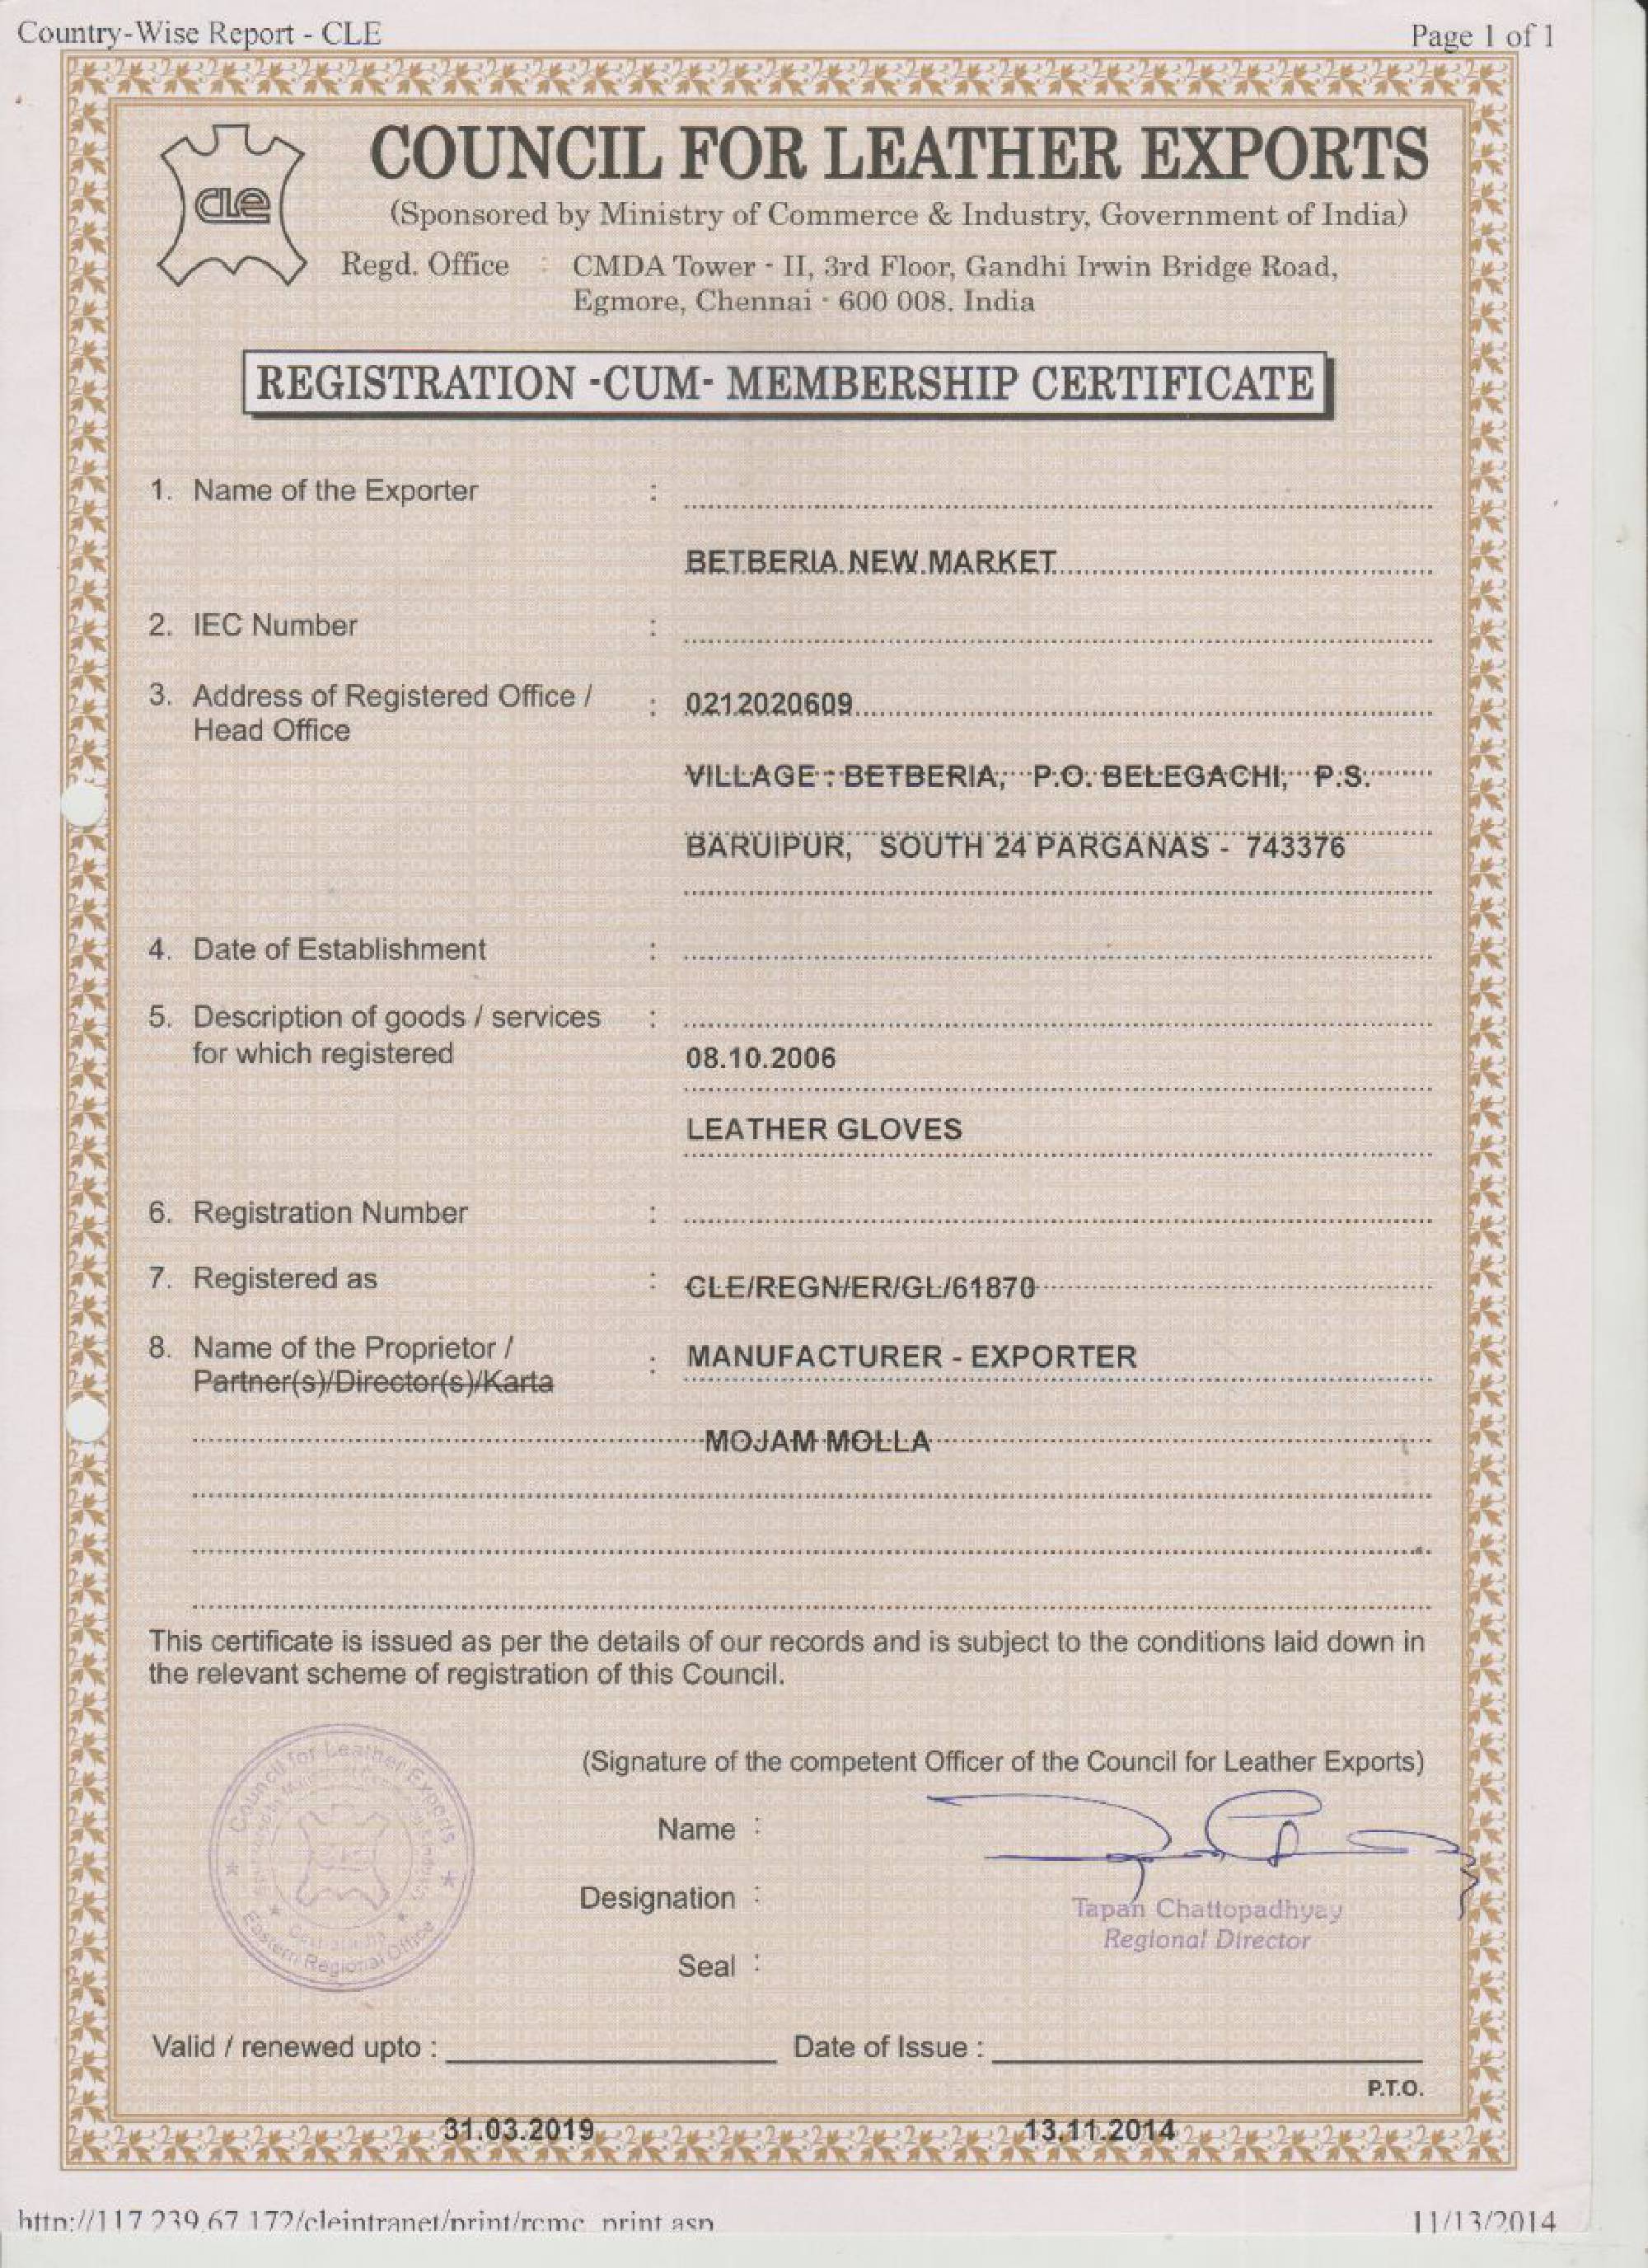 Country-Wise Report - CLE
Page 1 of 1
CLE
COUNCIL FOR LEATHER EXPORTS
(Sponsored by Ministry of Commerce & Industry, Government of India)
Regd. Office : CMDA Tower - II, 3rd Floor, Gandhi Irwin Bridge Road,
Egmore, Chennai - 600 008. India
REGISTRATION -CUM- MEMBERSHIP CERTIFICATE
1. Name of the Exporter :
BETBERIA NEW MARKET
2. IEC Number :
3. Address of Registered Office / : 0212020609
Head Office
VILLAGE : BETBERIA, P.O. BELEGACHI, P.S.
BARUIPUR, SOUTH 24 PARGANAS - 743376
4. Date of Establishment :
5. Description of goods / services :
for which registered 08.10.2006
LEATHER GLOVES
6. Registration Number :
7. Registered as : CLE/REGN/ER/GL/61870
8. Name of the Proprietor / : MANUFACTURER - EXPORTER
Partner(s)/Director(s)/Karta
MOJAM MOLLA
This certificate is issued as per the details of our records and is subject to the conditions laid down in
the relevant scheme of registration of this Council.
(Signature of the competent Officer of the Council for Leather Exports)
Council for Leather Exports
Eastern Regional Office
Name :
Designation :
Tapan Chattopadhyay
Regional Director
Seal :
Valid / renewed upto : Date of Issue :
P.T.O.
31.03.2019 13.11.2014
http://117.239.67.172/cleintranet/print/rcmc_print.asp
11/13/2014